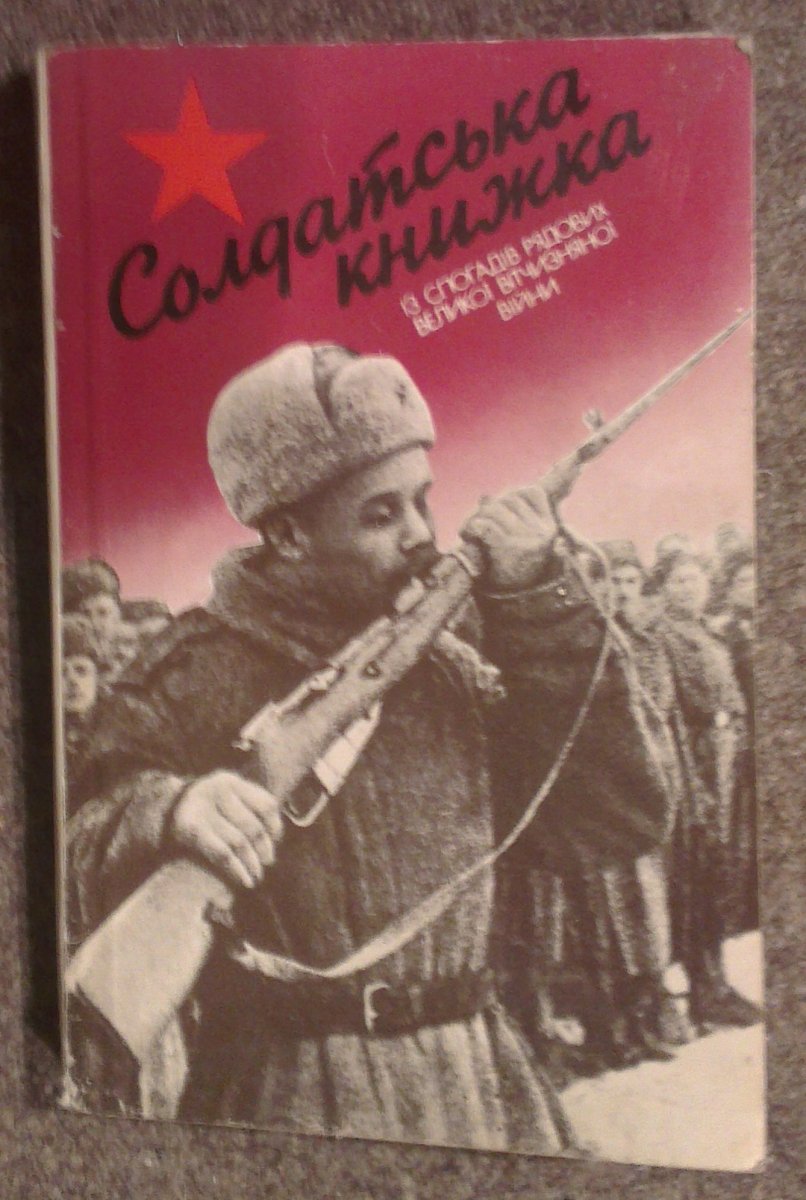 Солдатська
книжка
ІЗ СПОГАДІВ РЯДОВИХ
ВЕЛИКОЇ ВІТЧИЗНЯНОЇ
ВІЙНИ